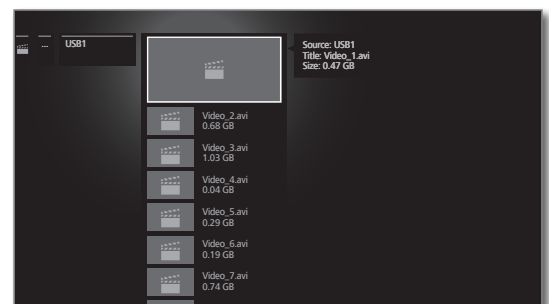 ...
USB1
Source: USB1
Title: Video_1.avi
Size: 0.47 GB
Video_2.avi
0.68 GB
Video_3.avi
1.03 GB
Video_4.avi
0.04 GB
Video_5.avi
0.29 GB
Video_6.avi
0.19 GB
Video_7.avi
0.74 GB